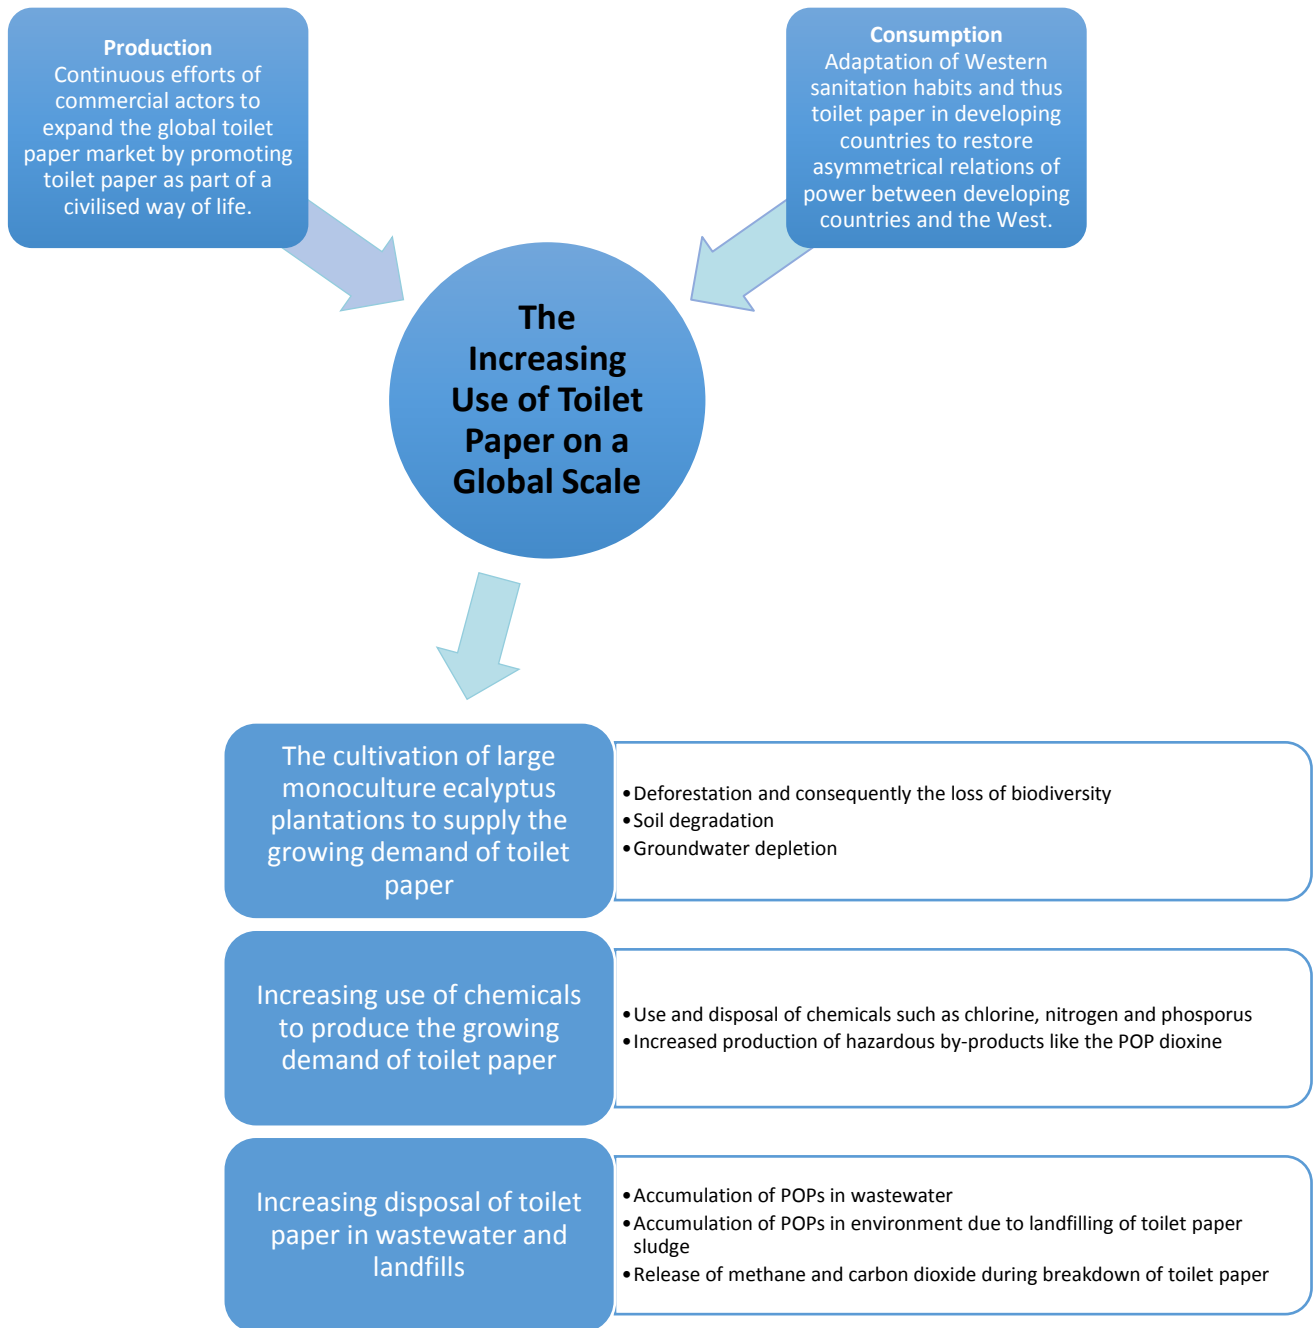 Production
Continuous efforts of
commercial actors to
expand the global toilet
paper market by promoting
toilet paper as part of a
civilised way of life.
Consumption
Adaptation of Western
sanitation habits and thus
toilet paper in developing
countries to restore
asymmetrical relations of
power between developing
countries and the West.
The
Increasing
Use of Toilet
Paper on a
Global Scale
The cultivation of large
monoculture ecalyptus
plantations to supply the
growing demand of toilet
paper
•Deforestation and consequently the loss of biodiversity
•Soil degradation
•Groundwater depletion
Increasing use of chemicals
to produce the growing
demand of toilet paper
•Use and disposal of chemicals such as chlorine, nitrogen and phosporus
•Increased production of hazardous by-products like the POP dioxine
Increasing disposal of toilet
paper in wastewater and
landfills
•Accumulation of POPs in wastewater
•Accumulation of POPs in environment due to landfilling of toilet paper
sludge
•Release of methane and carbon dioxide during breakdown of toilet paper